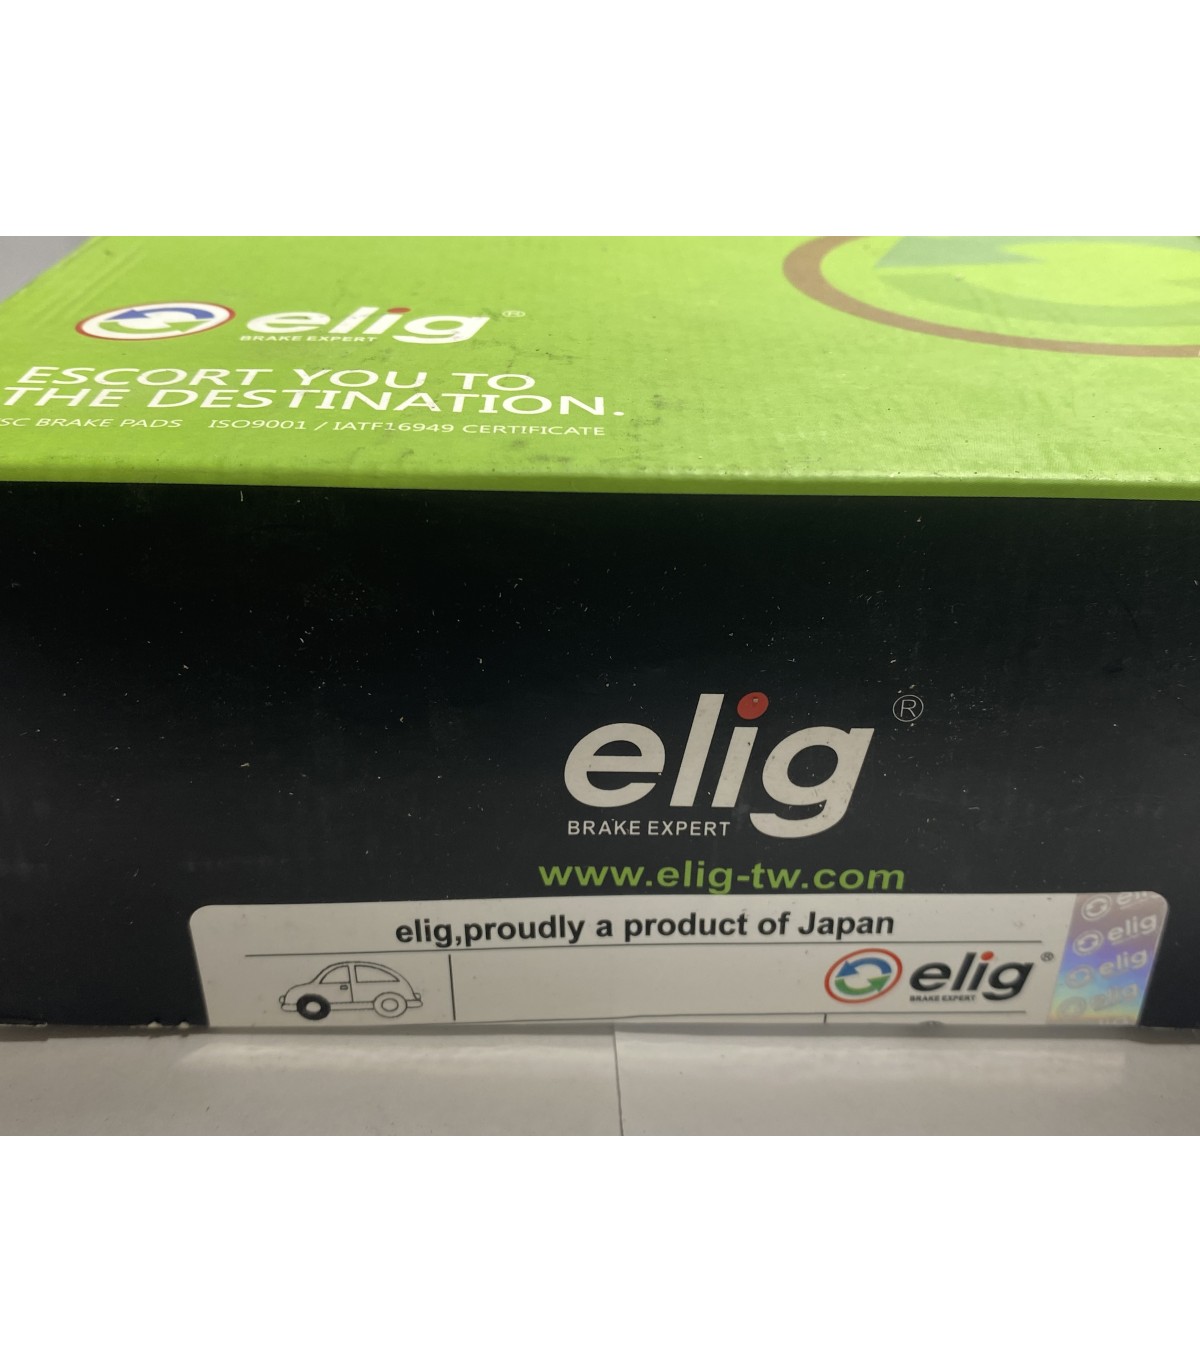 elig ®
BRAKE EXPERT
ESCORT YOU TO
THE DESTINATION.
SC BRAKE PADS ISO9001 / IATF16949 CERTIFICATE
elig ®
BRAKE EXPERT
www.elig-tw.com
elig,proudly a product of Japan
elig ®
BRAKE EXPERT
elig
elig
elig
elig